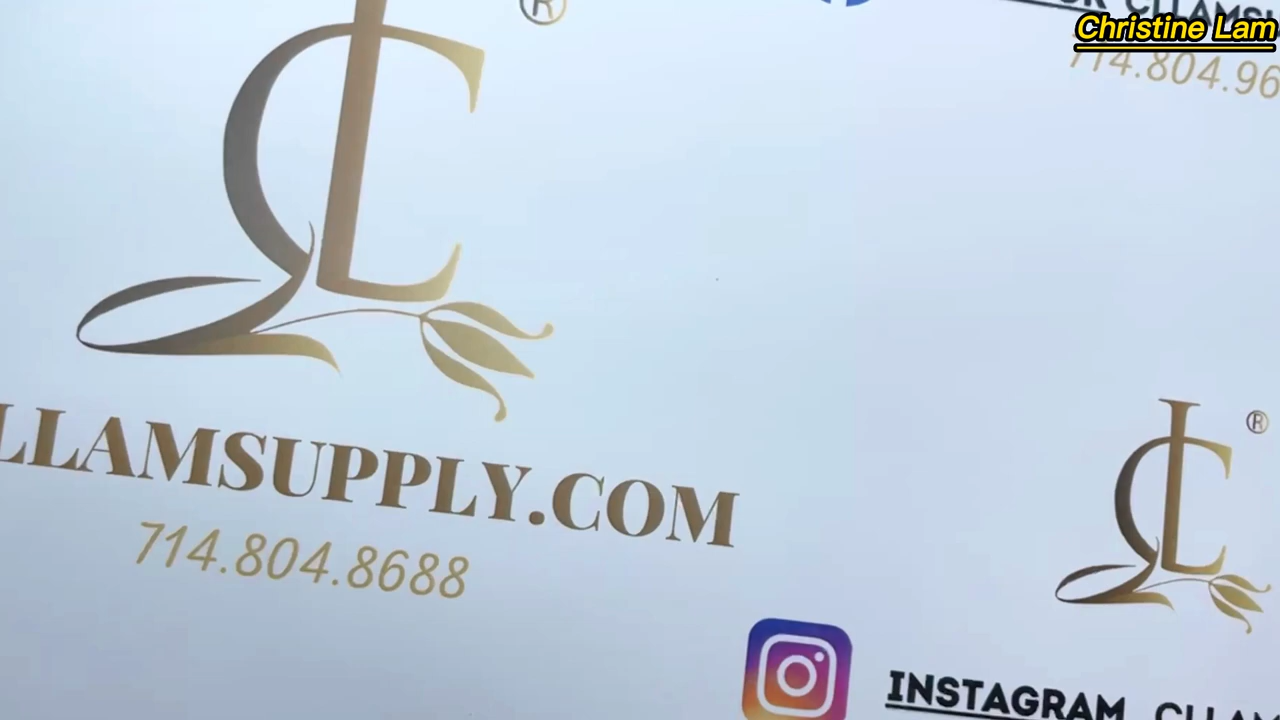 Christine Lam
®
LLAMSUPPLY.COM
714.804.8688
714.804.96
®
INSTAGRAM